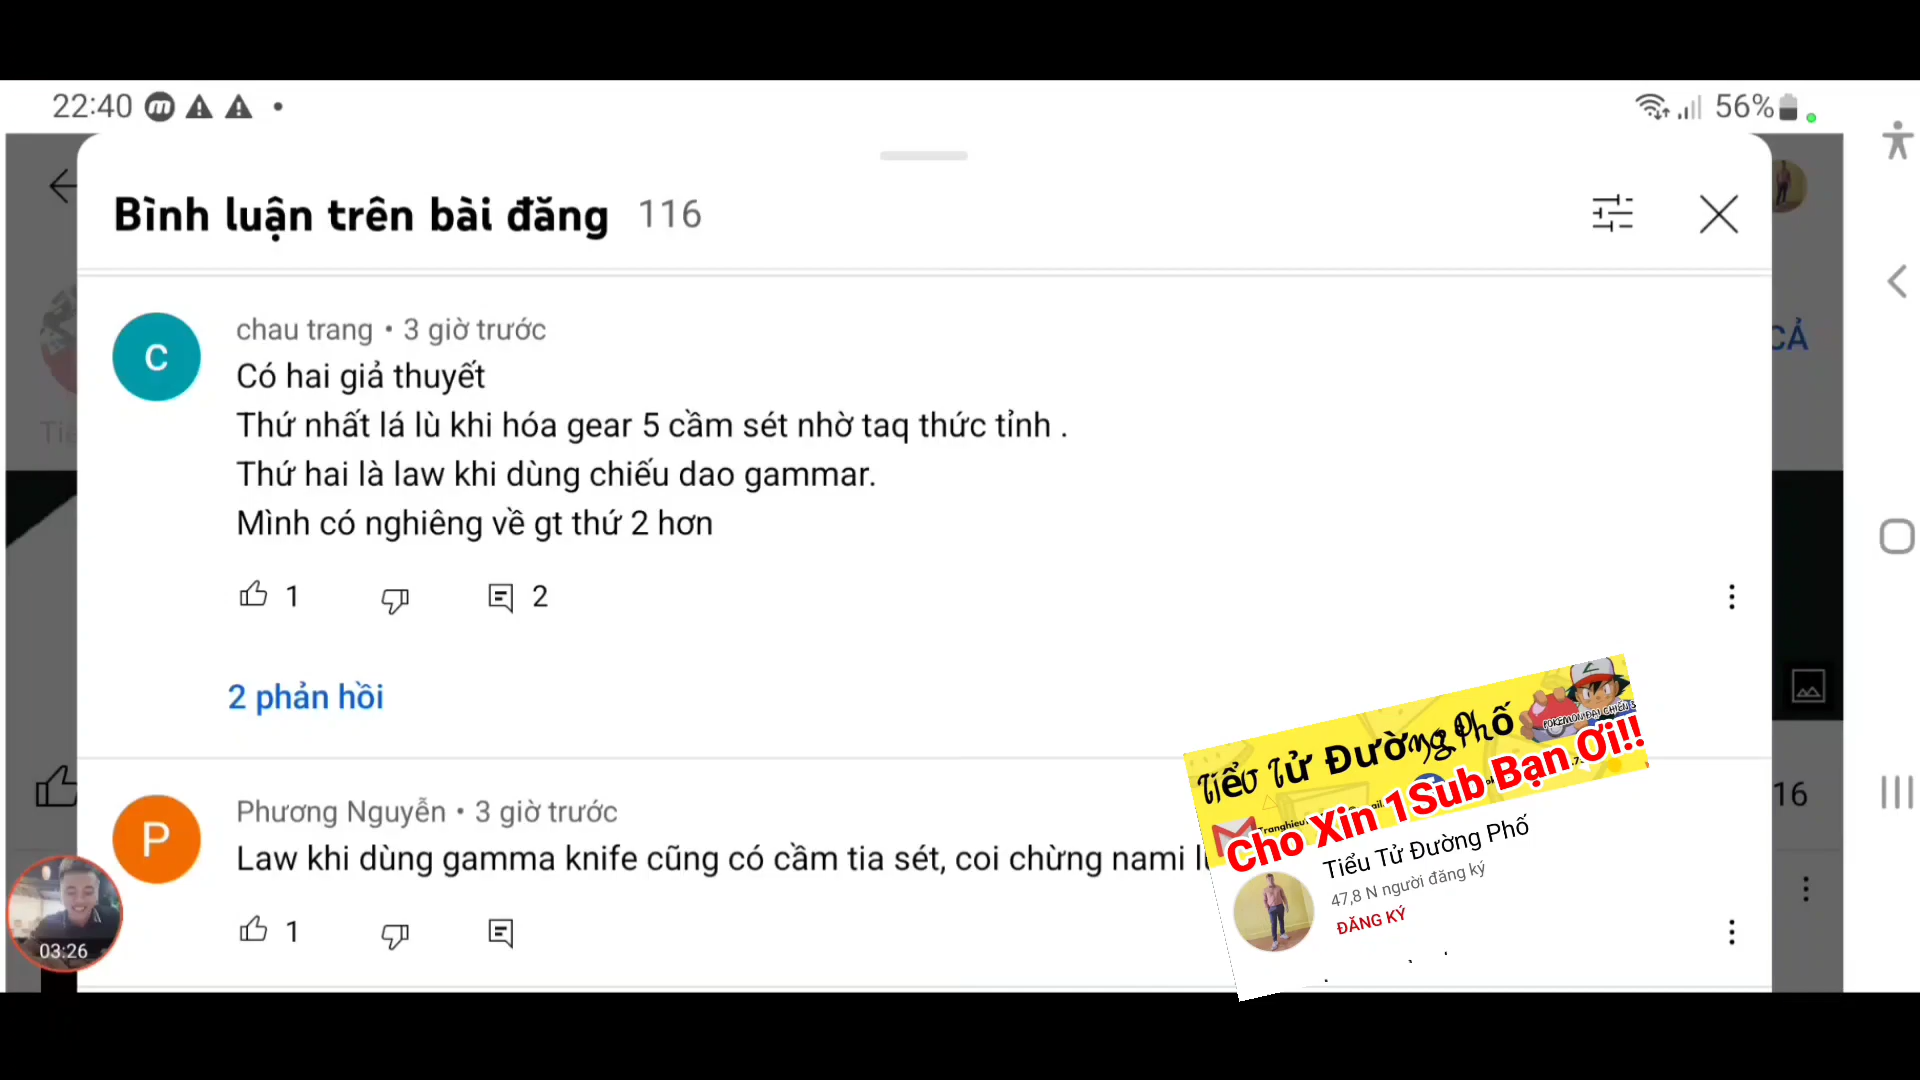 22:40
56%
Bình luận trên bài đăng 116
CẢ
chau trang • 3 giờ trước
Có hai giả thuyết
Thứ nhất lá lù khi hóa gear 5 cầm sét nhờ taq thức tỉnh .
Thứ hai là law khi dùng chiếu dao gammar.
Mình có nghiêng về gt thứ 2 hơn
1
2
2 phản hồi
Phương Nguyễn • 3 giờ trước
Law khi dùng gamma knife cũng có cầm tia sét, coi chừng nami
1
16
03:26
Tiểu Tử Đường Phố
Cho Xin 1Sub Bạn Ơi!!
Tiểu Tử Đường Phố
47,8 N người đăng ký
ĐĂNG KÝ